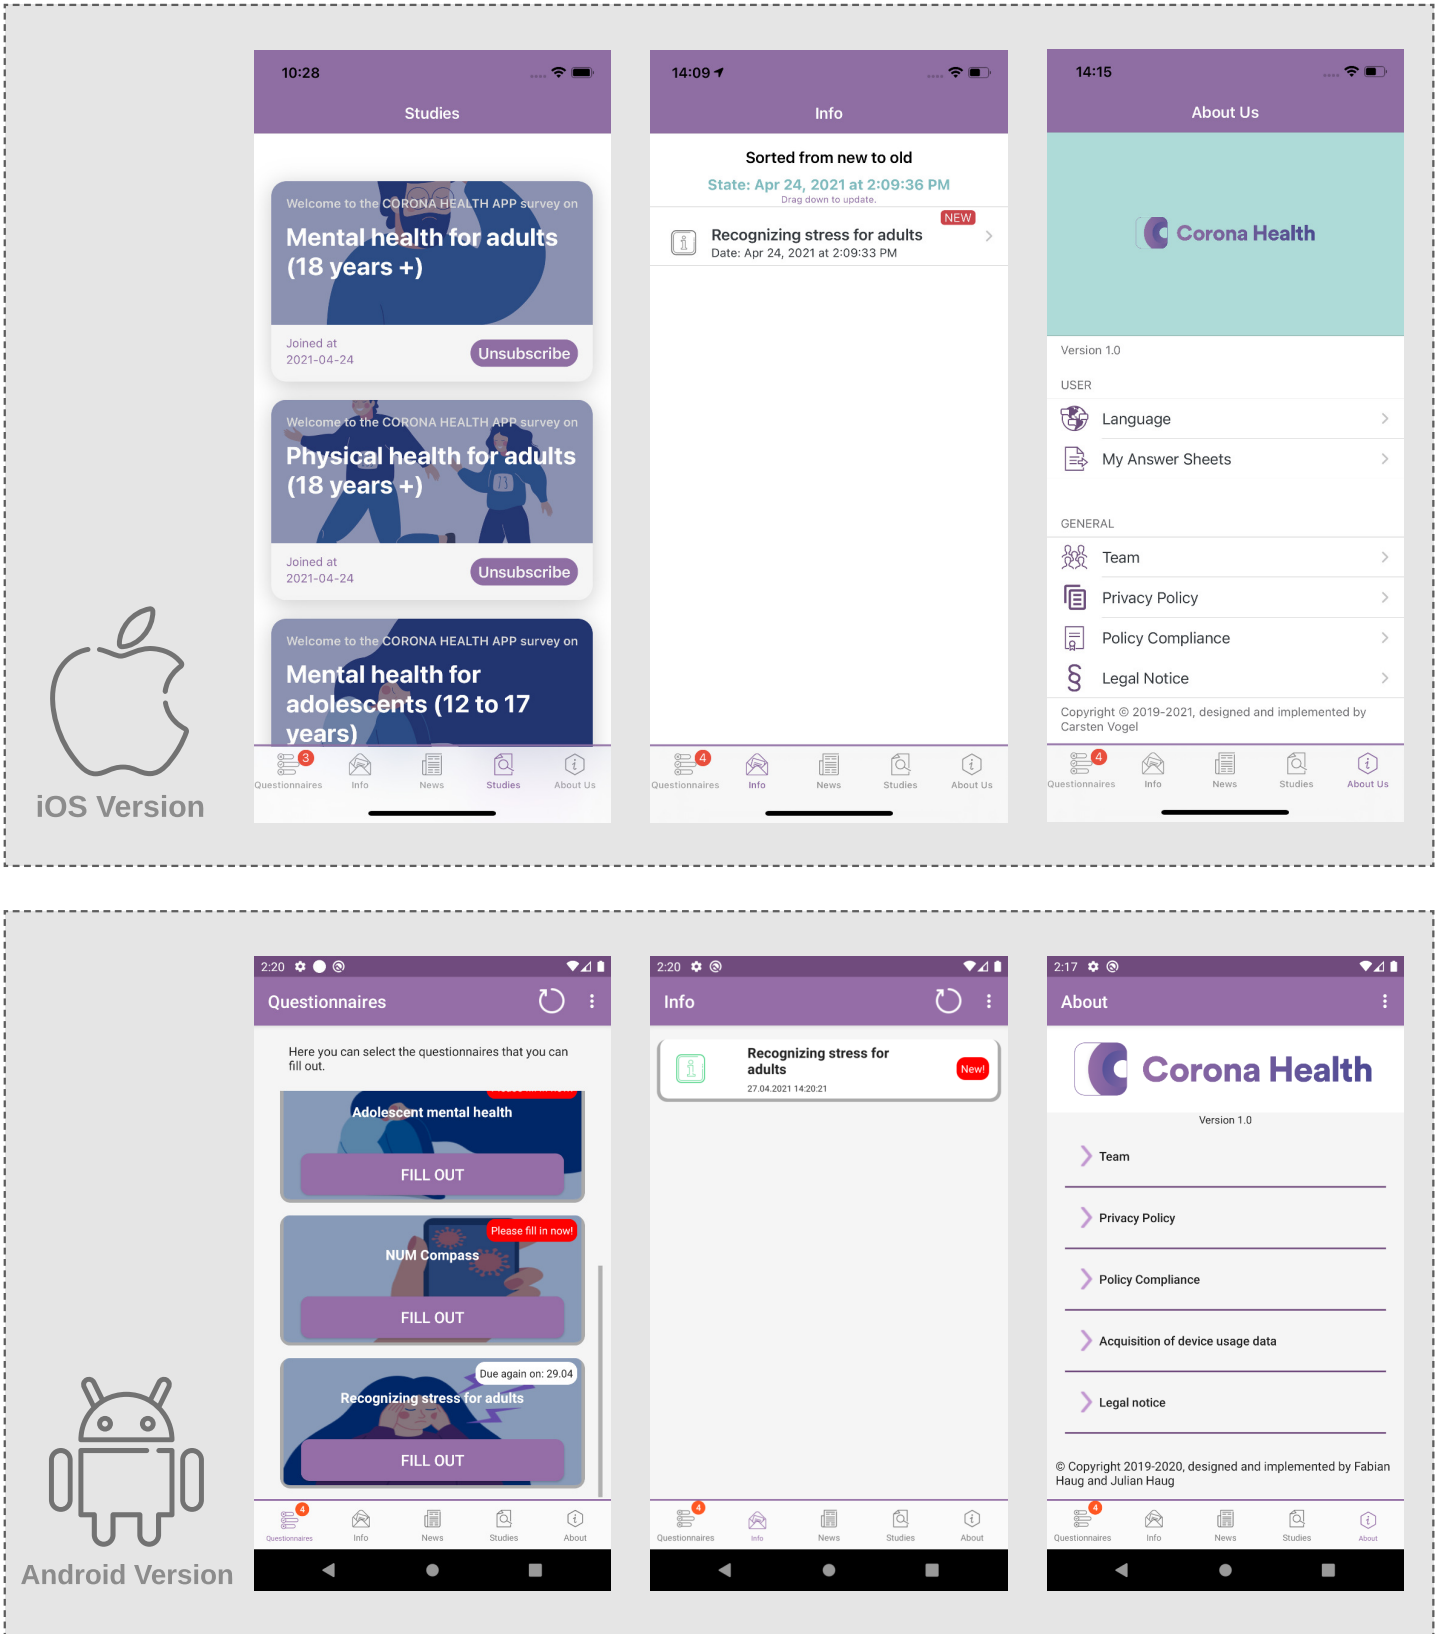 10:28
Studies
Welcome to the CORONA HEALTH APP survey on
Mental health for adults
(18 years +)
Joined at
2021-04-24
Unsubscribe
Welcome to the CORONA HEALTH APP survey on
Physical health for adults
(18 years +)
Joined at
2021-04-24
Unsubscribe
Welcome to the CORONA HEALTH APP survey on
Mental health for
adolescents (12 to 17
years)
3
Questionnaires
Info
News
Studies
About Us
14:09
Info
Sorted from new to old
State: Apr 24, 2021 at 2:09:36 PM
Drag down to update.
NEW
Recognizing stress for adults
Date: Apr 24, 2021 at 2:09:33 PM
4
Questionnaires
Info
News
Studies
About Us
14:15
About Us
Corona Health
Version 1.0
USER
Language
My Answer Sheets
GENERAL
Team
Privacy Policy
Policy Compliance
§ Legal Notice
Copyright © 2019-2021, designed and implemented by
Carsten Vogel
4
Questionnaires
Info
News
Studies
About Us
iOS Version
2:20
Questionnaires
Here you can select the questionnaires that you can
fill out.
Adolescent mental health
FILL OUT
Please fill in now!
NUM Compass
FILL OUT
Due again on: 29.04
Recognizing stress for adults
FILL OUT
4
Questionnaires
Info
News
Studies
About
2:20
Info
Recognizing stress for
adults
New!
27.04.2021 14:20:21
4
Questionnaires
Info
News
Studies
About
2:17
About
Corona Health
Version 1.0
Team
Privacy Policy
Policy Compliance
Acquisition of device usage data
Legal notice
© Copyright 2019-2020, designed and implemented by Fabian
Haug and Julian Haug
4
Questionnaires
Info
News
Studies
About
Android Version